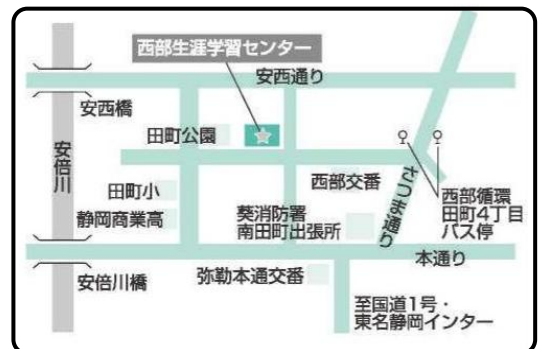 西部生涯学習センター
安西通り
安西橋
田町公園
安倍川
西部交番
さつま通り
西部循環
田町4丁目
バス停
田町小
静岡商業高
葵消防署
南田町出張所
本通り
安倍川橋
弥勒本通交番
至国道1号・
東名静岡インター